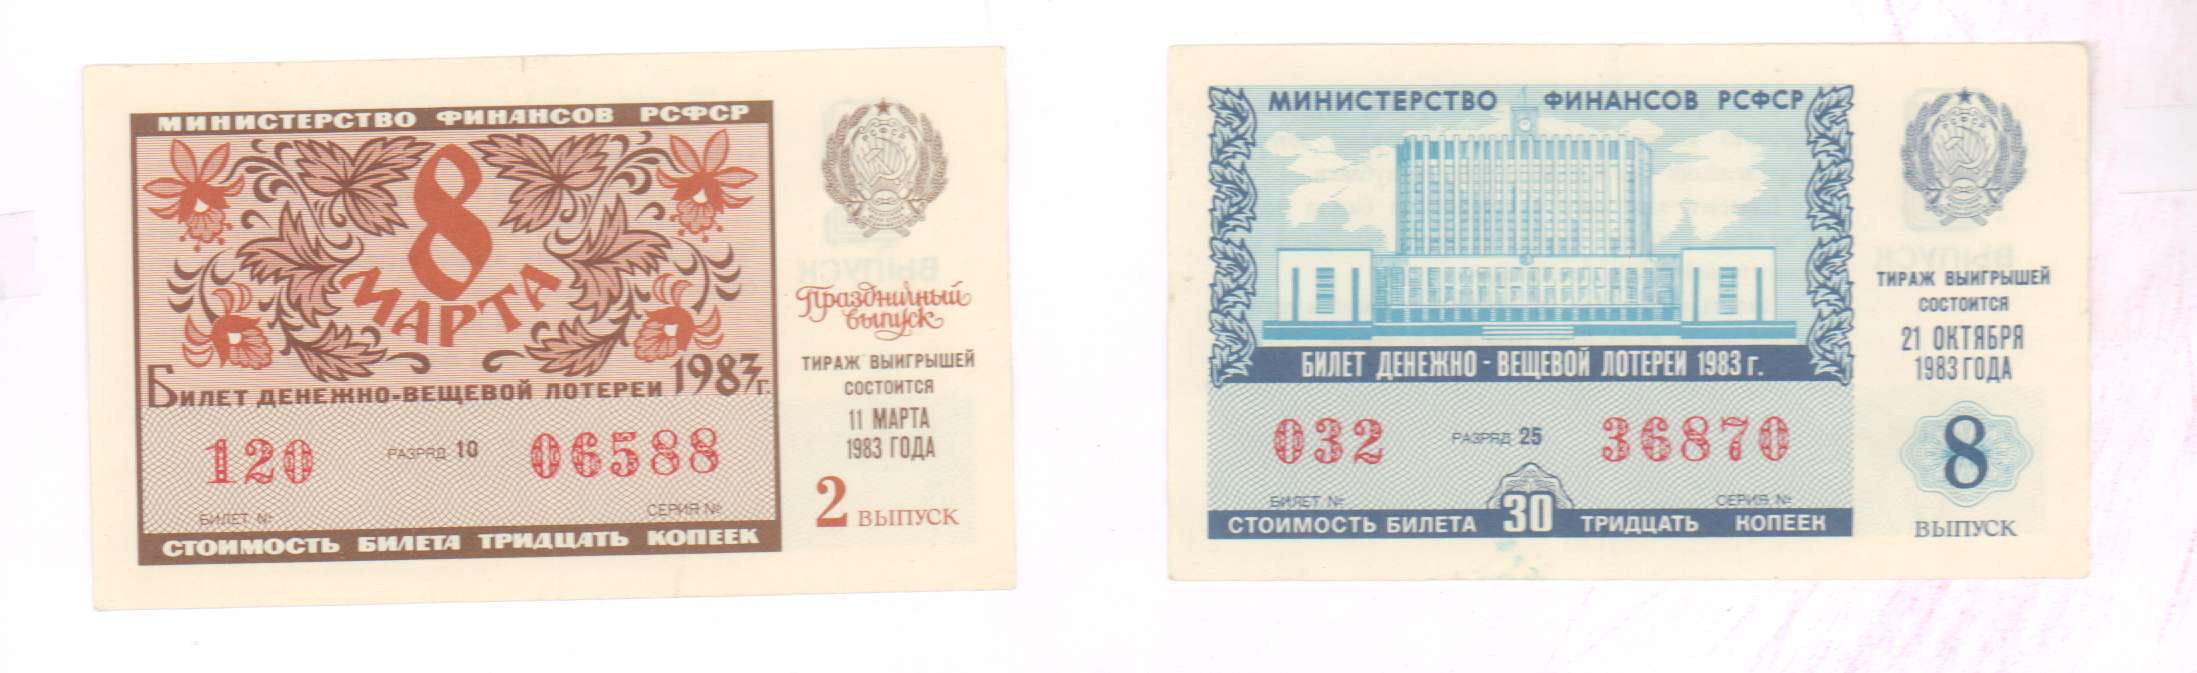 МИНИСТЕРСТВО ФИНАНСОВ РСФСР
8
МАРТА
БИЛЕТ ДЕНЕЖНО-ВЕЩЕВОЙ ЛОТЕРЕИ 1983 г.
120 РАЗРЯД 10 06588
БИЛЕТ № СЕРИЯ №
СТОИМОСТЬ БИЛЕТА ТРИДЦАТЬ КОПЕЕК
РСФСР
Праздничный
выпуск
ТИРАЖ ВЫИГРЫШЕЙ
СОСТОИТСЯ
11 МАРТА
1983 ГОДА
2 ВЫПУСК
МИНИСТЕРСТВО ФИНАНСОВ РСФСР
БИЛЕТ ДЕНЕЖНО-ВЕЩЕВОЙ ЛОТЕРЕИ 1983 г.
032 РАЗРЯД 25 36870
БИЛЕТ № СЕРИЯ №
СТОИМОСТЬ БИЛЕТА 30 ТРИДЦАТЬ КОПЕЕК
РСФСР
ТИРАЖ ВЫИГРЫШЕЙ
СОСТОИТСЯ
21 ОКТЯБРЯ
1983 ГОДА
8
ВЫПУСК